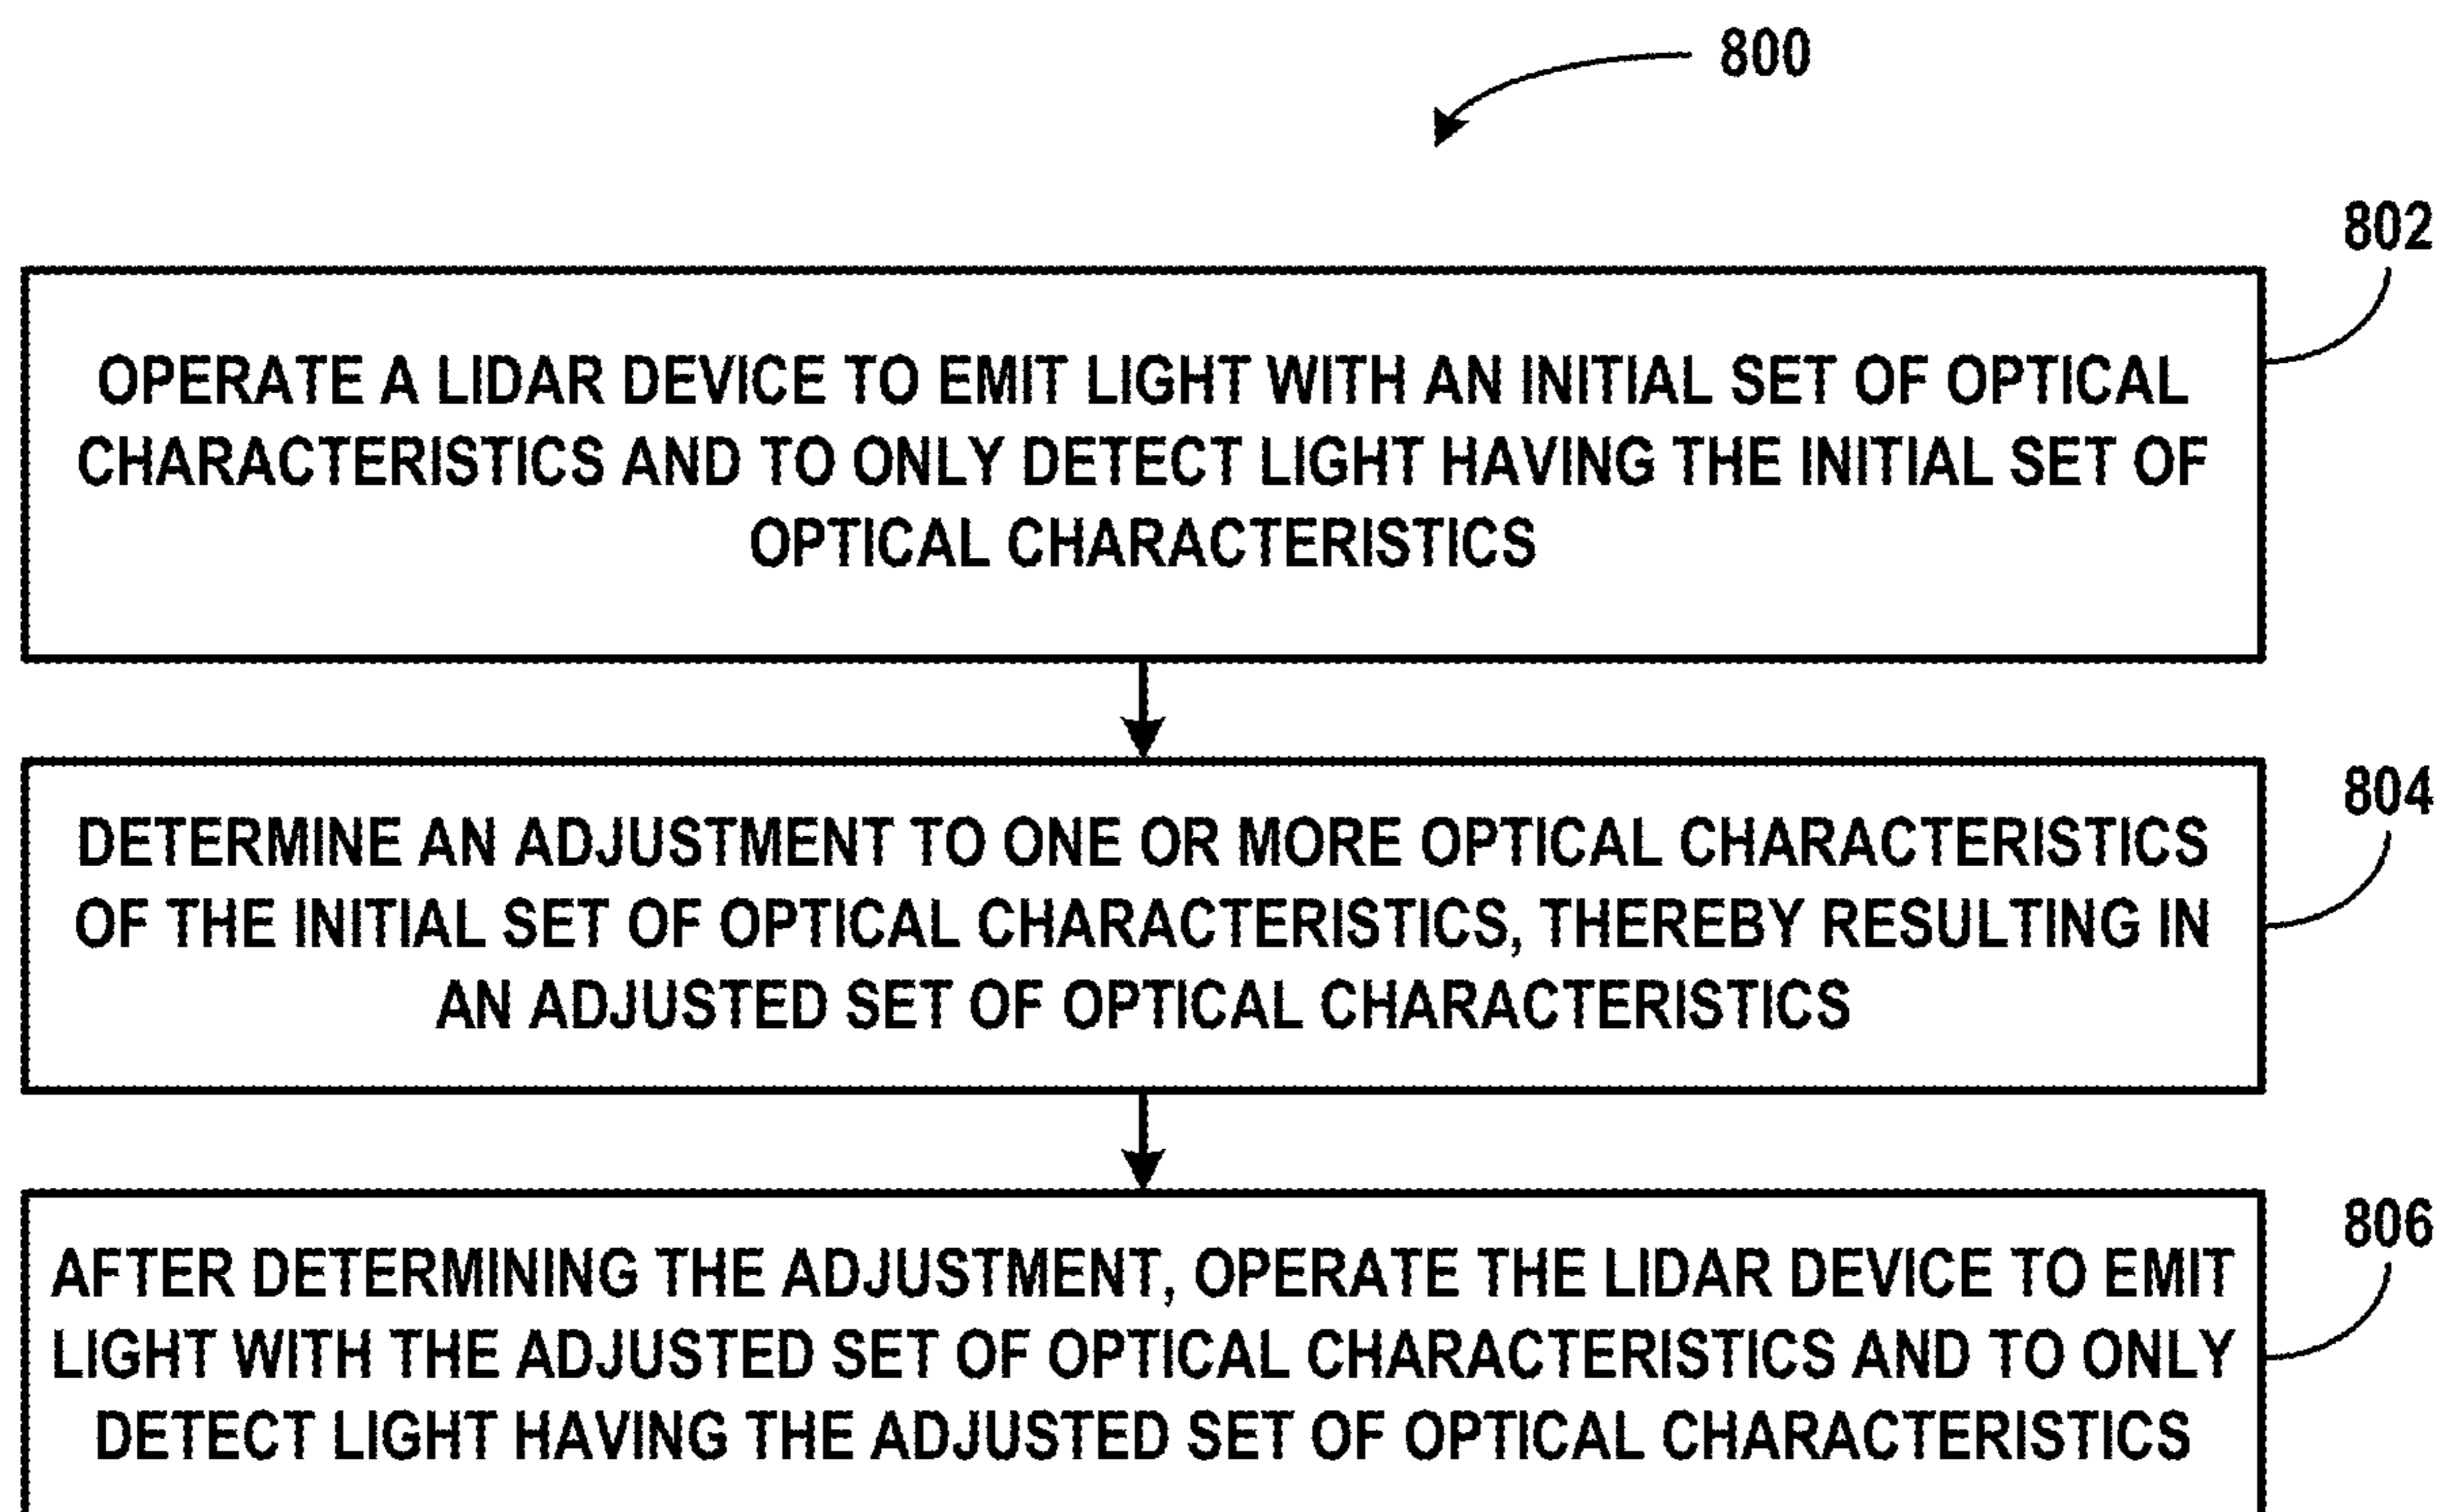 800
802
OPERATE A LIDAR DEVICE TO EMIT LIGHT WITH AN INITIAL SET OF OPTICAL
CHARACTERISTICS AND TO ONLY DETECT LIGHT HAVING THE INITIAL SET OF
OPTICAL CHARACTERISTICS
804
DETERMINE AN ADJUSTMENT TO ONE OR MORE OPTICAL CHARACTERISTICS
OF THE INITIAL SET OF OPTICAL CHARACTERISTICS, THEREBY RESULTING IN
AN ADJUSTED SET OF OPTICAL CHARACTERISTICS
806
AFTER DETERMINING THE ADJUSTMENT, OPERATE THE LIDAR DEVICE TO EMIT
LIGHT WITH THE ADJUSTED SET OF OPTICAL CHARACTERISTICS AND TO ONLY
DETECT LIGHT HAVING THE ADJUSTED SET OF OPTICAL CHARACTERISTICS